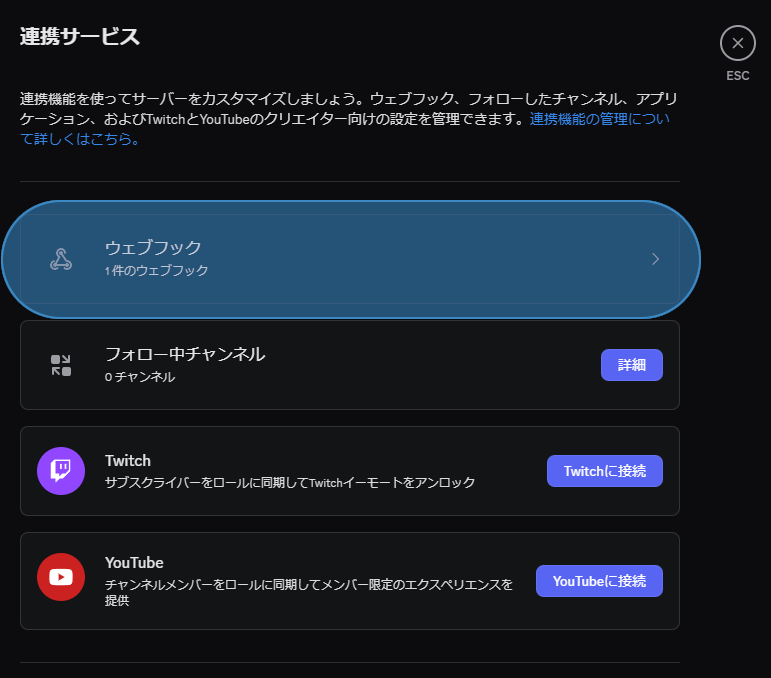 連携サービス
ESC
連携機能を使ってサーバーをカスタマイズしましょう。ウェブフック、フォローしたチャンネル、アプリ
ケーション、およびTwitchとYouTubeのクリエイター向けの設定を管理できます。連携機能の管理につい
て詳しくはこちら。
ウェブフック
1 件のウェブフック
フォロー中チャンネル
0 チャンネル
詳細
Twitch
サブスクライバーをロールに同期してTwitchイーモートをアンロック
Twitchに接続
YouTube
チャンネルメンバーをロールに同期してメンバー限定のエクスペリエンスを
提供
YouTubeに接続